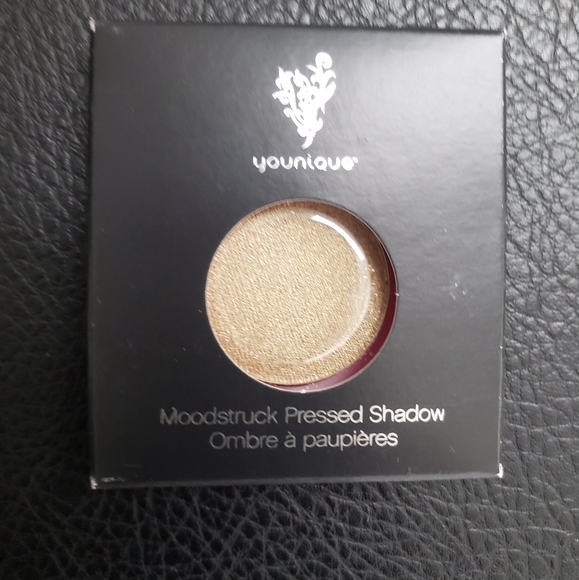 younique
Moodstruck Pressed Shadow
Ombre à paupières